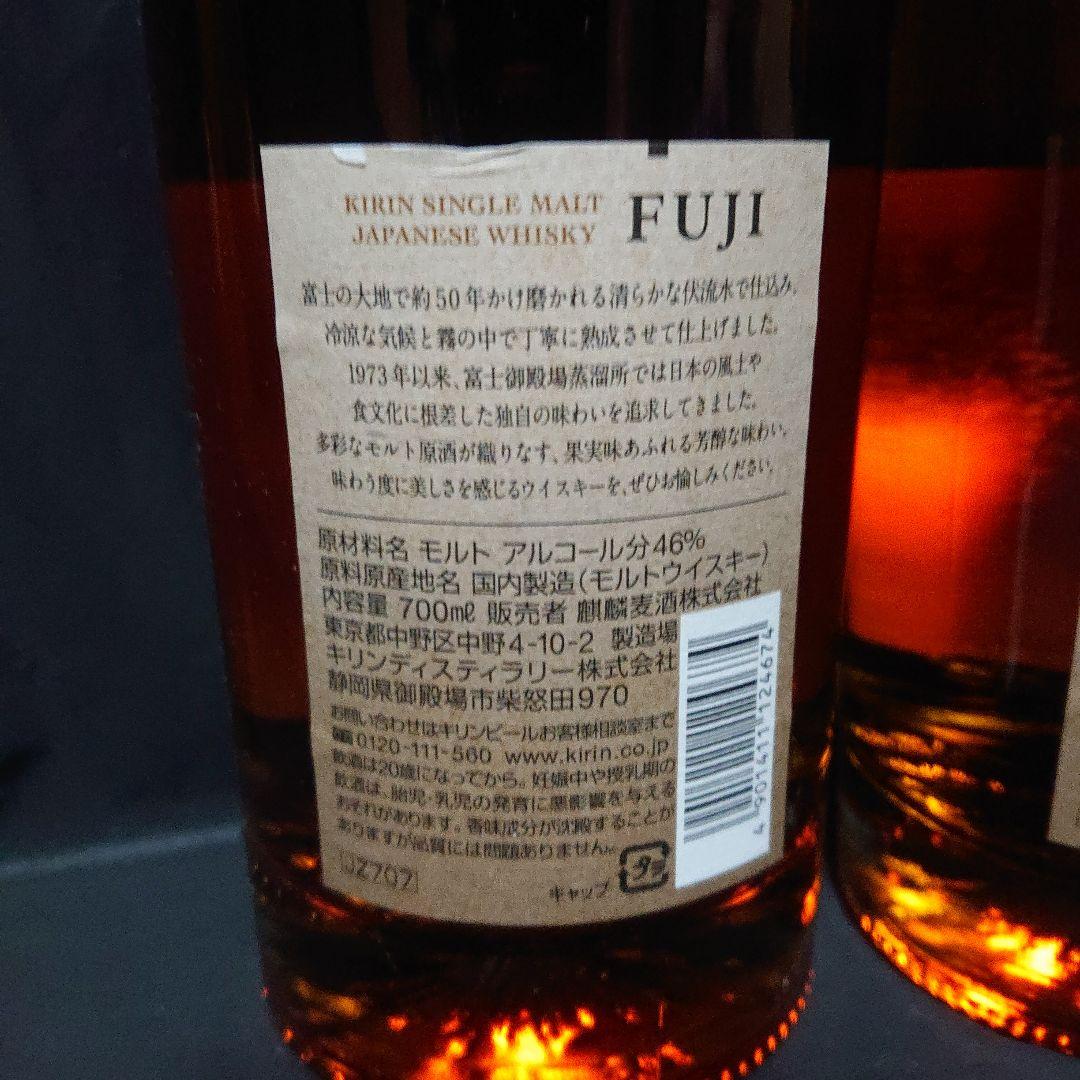 KIRIN SINGLE MALT
JAPANESE WHISKY
FUJI
富士の大地で約50年かけ磨かれる清らかな伏流水で仕込み、
冷涼な気候と霧の中で丁寧に熟成させて仕上げました。
1973年以来、富士御殿場蒸溜所では日本の風土や
食文化に根差した独自の味わいを追求してきました。
多彩なモルト原酒が織りなす、果実味あふれる芳醇な味わい。
味わう度に美しさを感じるウイスキーを、ぜひお愉しみください。
原材料名 モルト アルコール分46%
原料原産地名 国内製造(モルトウイスキー)
内容量 700mℓ 販売者 麒麟麦酒株式会社
東京都中野区中野4-10-2 製造場
キリンディスティラリー株式会社
静岡県御殿場市柴怒田970
お問い合わせはキリンビールお客様相談室まで
0120-111-560 www.kirin.co.jp
飲酒は20歳になってから。妊娠中や授乳期の
飲酒は、胎児・乳児の発育に悪影響を与える
おそれがあります。香味成分が沈殿することが
ありますが品質には問題ありません。
JZ707
キャップ
プラ
4 901411 124674